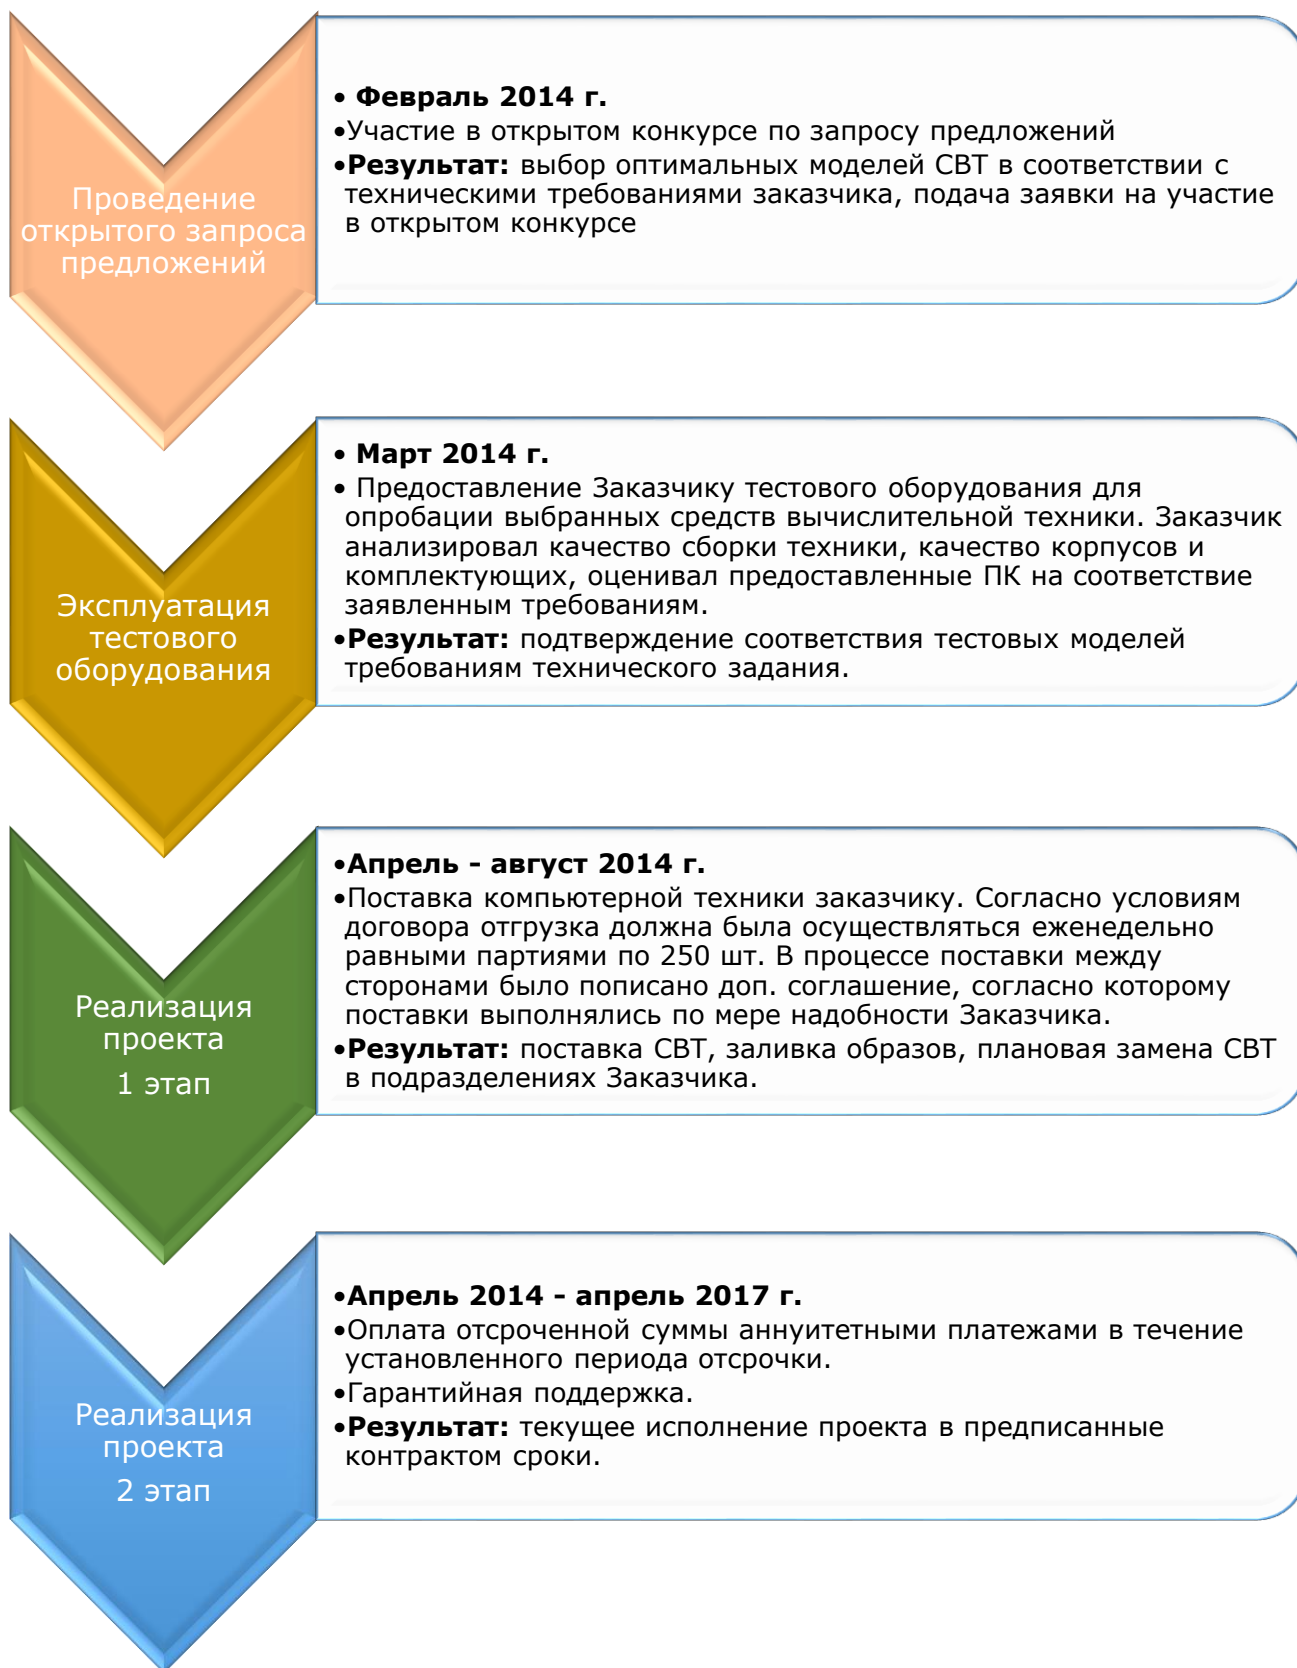 Проведение
открытого запроса
предложений
• Февраль 2014 г.
•Участие в открытом конкурсе по запросу предложений
•Результат: выбор оптимальных моделей СВТ в соответствии с
техническими требованиями заказчика, подача заявки на участие
в открытом конкурсе
Эксплуатация
тестового
оборудования
• Март 2014 г.
• Предоставление Заказчику тестового оборудования для
опробации выбранных средств вычислительной техники. Заказчик
анализировал качество сборки техники, качество корпусов и
комплектующих, оценивал предоставленные ПК на соответствие
заявленным требованиям.
•Результат: подтверждение соответствия тестовых моделей
требованиям технического задания.
Реализация
проекта
1 этап
•Апрель - август 2014 г.
•Поставка компьютерной техники заказчику. Согласно условиям
договора отгрузка должна была осуществляться еженедельно
равными партиями по 250 шт. В процессе поставки между
сторонами было пописано доп. соглашение, согласно которому
поставки выполнялись по мере надобности Заказчика.
•Результат: поставка СВТ, заливка образов, плановая замена СВТ
в подразделениях Заказчика.
Реализация
проекта
2 этап
•Апрель 2014 - апрель 2017 г.
•Оплата отсроченной суммы аннуитетными платежами в течение
установленного периода отсрочки.
•Гарантийная поддержка.
•Результат: текущее исполнение проекта в предписанные
контрактом сроки.